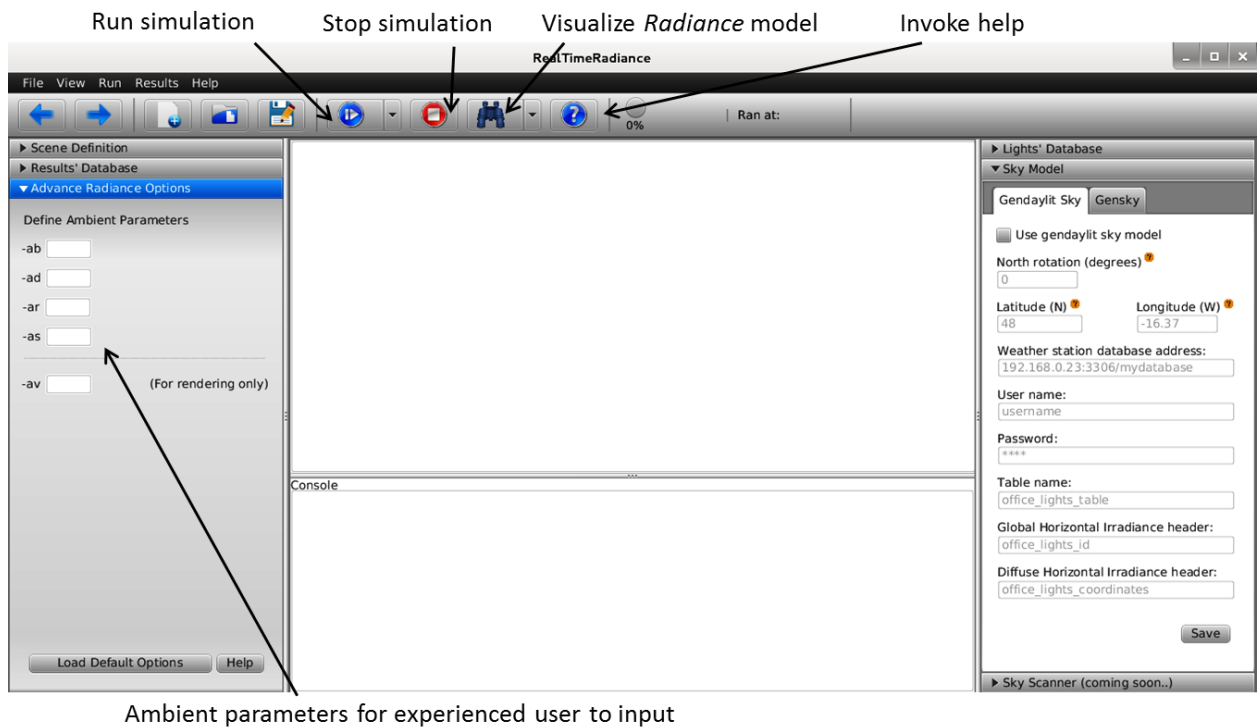 Run simulation
Stop simulation
Visualize Radiance model
Invoke help
RealTimeRadiance
File View Run Results Help
0%
Ran at:
Scene Definition
Results' Database
Advance Radiance Options
Define Ambient Parameters
-ab
-ad
-ar
-as
-av (For rendering only)
Load Default Options
Help
Console
Lights' Database
Sky Model
Gendaylit Sky
Gensky
Use gendaylit sky model
North rotation (degrees) ?
0
Latitude (N) ? Longitude (W) ?
48 -16.37
Weather station database address:
192.168.0.23:3306/mydatabase
User name:
username
Password:
****
Table name:
office_lights_table
Global Horizontal Irradiance header:
office_lights_id
Diffuse Horizontal Irradiance header:
office_lights_coordinates
Save
Sky Scanner (coming soon..)
Ambient parameters for experienced user to input